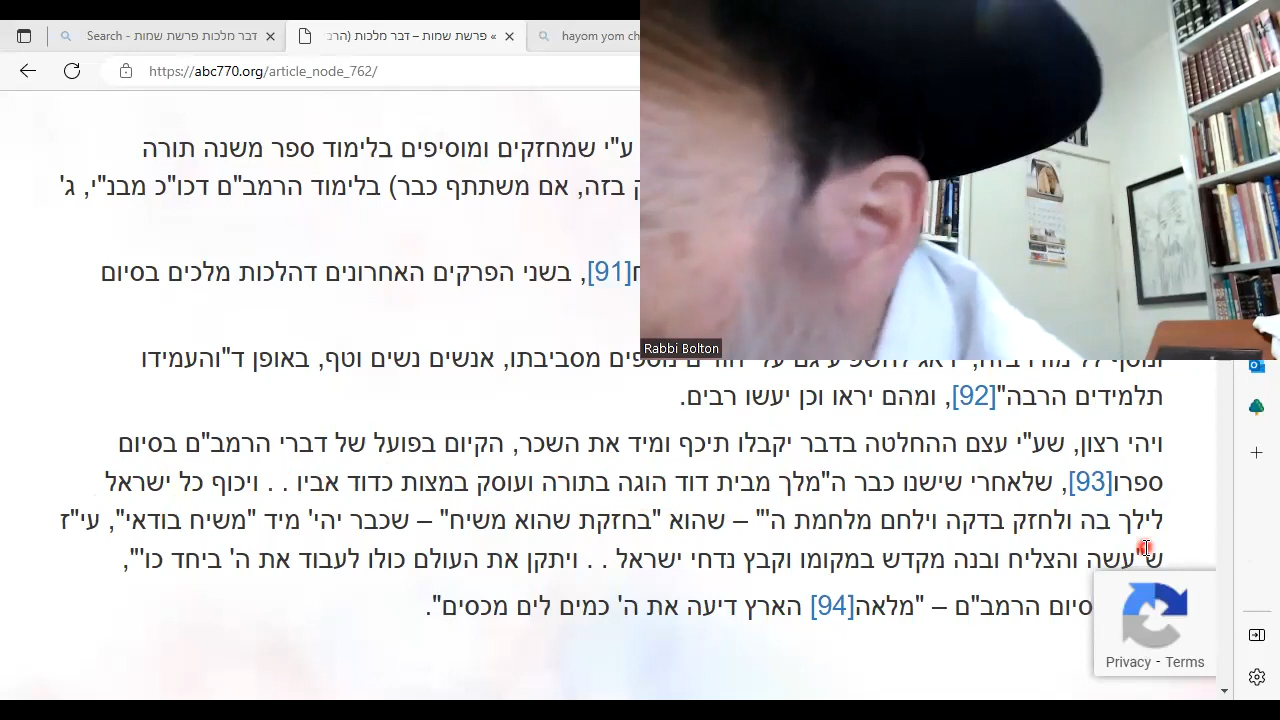 Search - דבר מלכות פרשת שמות
» פרשת שמות – דבר מלכות (הרב
hayom yom ch
https://abc770.org/article_node_762/
ע"י שמחזקים ומוסיפים בלימוד ספר משנה תורה
בזה, אם משתתף כבר) בלימוד הרמב"ם דכו"כ מבנ"י, ג'
[91], בשני הפרקים האחרונים דהלכות מלכים בסיום
Rabbi Bolton
מסביבתו, אנשים נשים וטף, באופן ד"והעמידו
תלמידים הרבה"[92], ומהם יראו וכן יעשו רבים.
ויהי רצון, שע"י עצם ההחלטה בדבר יקבלו תיכף ומיד את השכר, הקיום בפועל של דברי הרמב"ם בסיום
ספרו[93], שלאחרי שישנו כבר ה"מלך מבית דוד הוגה בתורה ועוסק במצות כדוד אביו . . ויכוף כל ישראל
לילך בה ולחזק בדקה וילחם מלחמת ה'" – שהוא "בחזקת שהוא משיח" – שכבר יהי' מיד "משיח בודאי", עי"ז
ש"עשה והצליח ובנה מקדש במקומו וקבץ נדחי ישראל . . ויתקן את העולם כולו לעבוד את ה' ביחד כו'",
סיום הרמב"ם – "מלאה[94] הארץ דיעה את ה' כמים לים מכסים".
Privacy - Terms